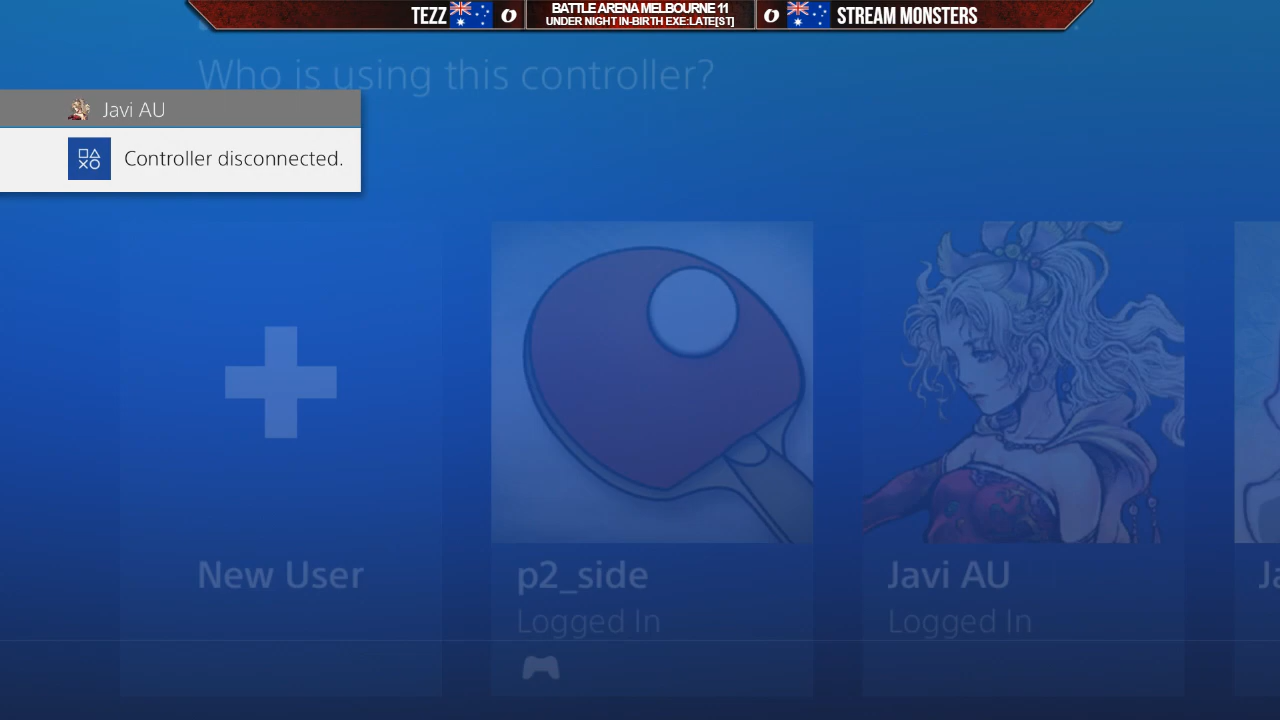 TEZZ 0 BATTLE ARENA MELBOURNE 11 0 STREAM MONSTERS
UNDER NIGHT IN-BIRTH EXE:LATE[ST]
Who is using this controller?
Javi AU
Controller disconnected.
New User
p2_side
Logged In
Javi AU
Logged In
Ja